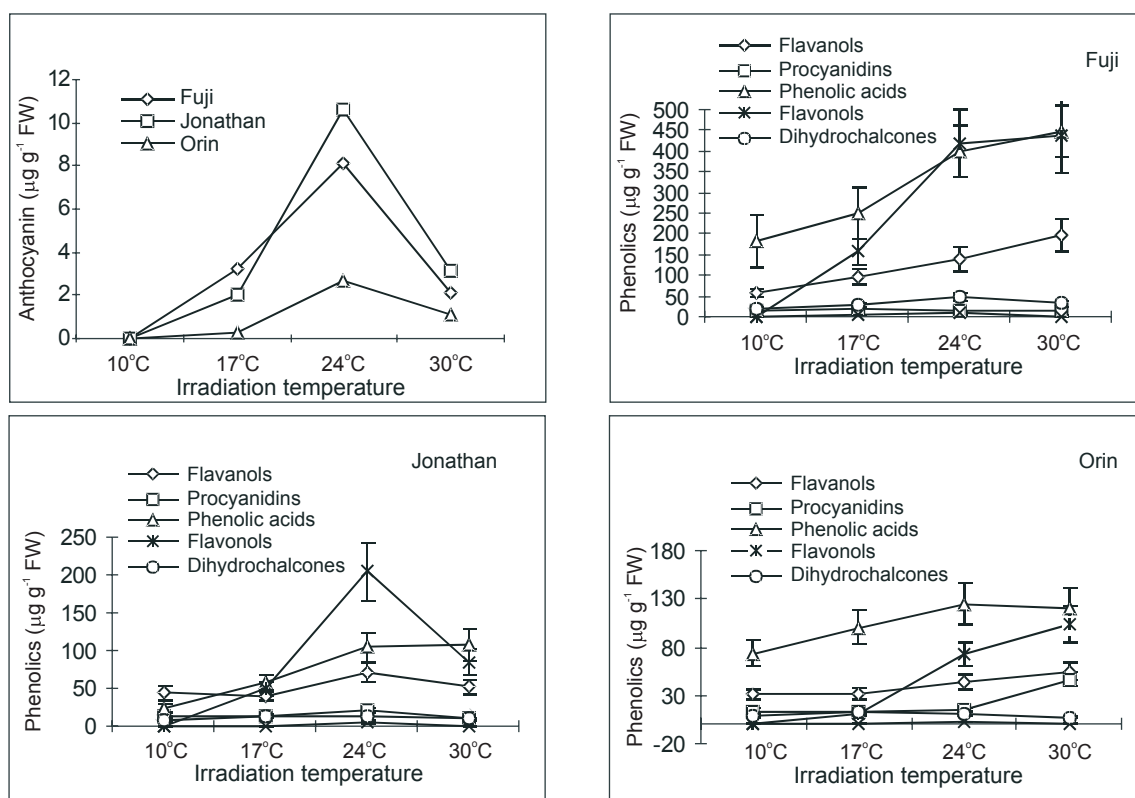 12
10
8
6
4
2
0
Anthocyanin (µg g-1 FW)
Fuji
Jonathan
Orin
10°C 17°C 24°C 30°C
Irradiation temperature
Fuji
Flavanols
Procyanidins
Phenolic acids
Flavonols
Dihydrochalcones
500
450
400
350
300
250
200
150
100
50
0
Phenolics (µg g-1 FW)
10°C 17°C 24°C 30°C
Irradiation temperature
Jonathan
Flavanols
Procyanidins
Phenolic acids
Flavonols
Dihydrochalcones
250
200
150
100
50
0
Phenolics (µg g-1 FW)
10°C 17°C 24°C 30°C
Irradiation temperature
Orin
Flavanols
Procyanidins
Phenolic acids
Flavonols
Dihydrochalcones
180
130
80
30
-20
Phenolics (µg g-1 FW)
10°C 17°C 24°C 30°C
Irradiation temperature